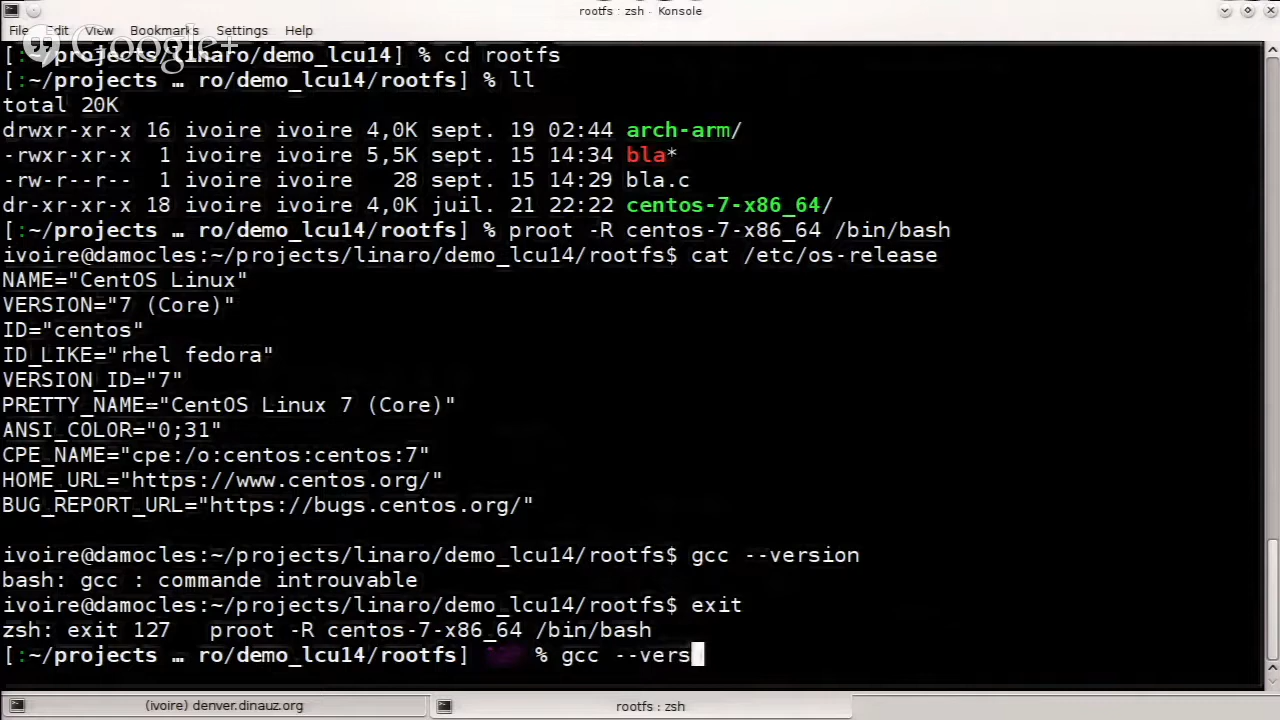 rootfs : zsh - Konsole
File Edit View Bookmarks Settings Help
Google+
[:~/projects/linaro/demo_lcu14] % cd rootfs
[:~/projects … ro/demo_lcu14/rootfs] % ll
total 20K
drwxr-xr-x 16 ivoire ivoire 4,0K sept. 19 02:44 arch-arm/
-rwxr-xr-x  1 ivoire ivoire 5,5K sept. 15 14:34 bla*
-rw-r--r--  1 ivoire ivoire   28 sept. 15 14:29 bla.c
dr-xr-xr-x 18 ivoire ivoire 4,0K juil. 21 22:22 centos-7-x86_64/
[:~/projects … ro/demo_lcu14/rootfs] % proot -R centos-7-x86_64 /bin/bash
ivoire@damocles:~/projects/linaro/demo_lcu14/rootfs$ cat /etc/os-release
NAME="CentOS Linux"
VERSION="7 (Core)"
ID="centos"
ID_LIKE="rhel fedora"
VERSION_ID="7"
PRETTY_NAME="CentOS Linux 7 (Core)"
ANSI_COLOR="0;31"
CPE_NAME="cpe:/o:centos:centos:7"
HOME_URL="https://www.centos.org/"
BUG_REPORT_URL="https://bugs.centos.org/"
ivoire@damocles:~/projects/linaro/demo_lcu14/rootfs$ gcc --version
bash: gcc : commande introuvable
ivoire@damocles:~/projects/linaro/demo_lcu14/rootfs$ exit
zsh: exit 127   proot -R centos-7-x86_64 /bin/bash
[:~/projects … ro/demo_lcu14/rootfs] % gcc --vers
(ivoire) denver.dinauz.org
rootfs : zsh